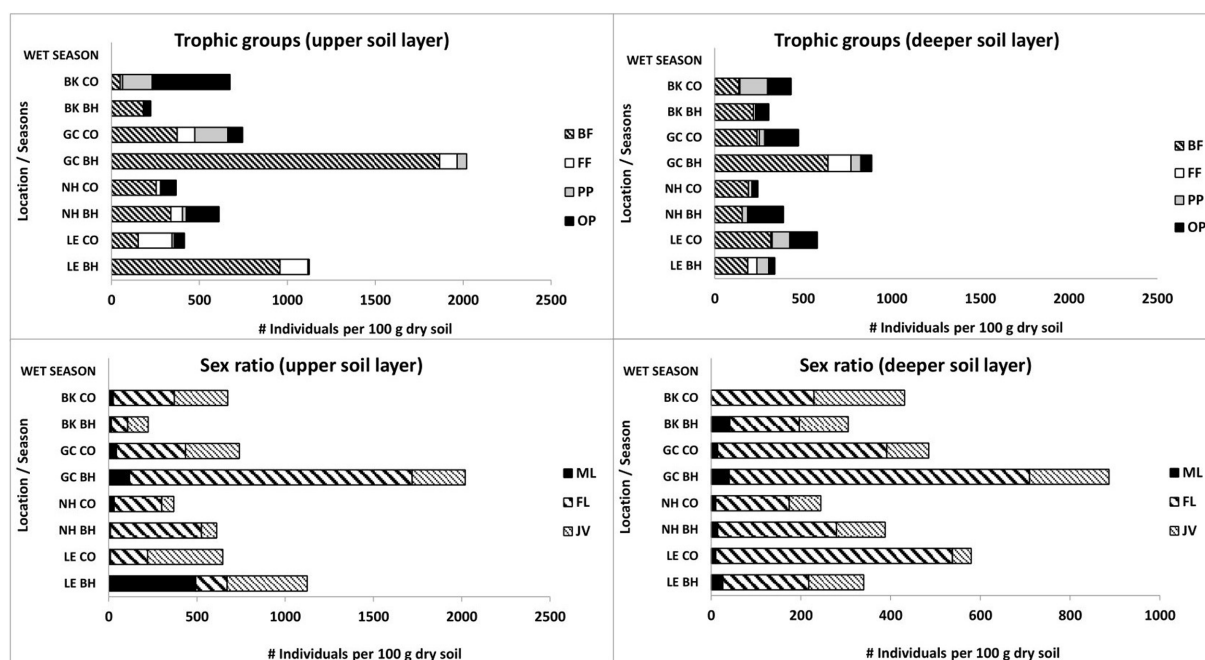 Trophic groups (upper soil layer)
WET SEASON
BK CO
BK BH
GC CO
GC BH
NH CO
NH BH
LE CO
LE BH
Location / Seasons
0 500 1000 1500 2000 2500
# Individuals per 100 g dry soil
BF
FF
PP
OP
Trophic groups (deeper soil layer)
WET SEASON
BK CO
BK BH
GC CO
GC BH
NH CO
NH BH
LE CO
LE BH
Location / Seasons
0 500 1000 1500 2000 2500
# Individuals per 100 g dry soil
BF
FF
PP
OP
Sex ratio (upper soil layer)
WET SEASON
BK CO
BK BH
GC CO
GC BH
NH CO
NH BH
LE CO
LE BH
Location / Season
0 500 1000 1500 2000 2500
# Individuals per 100 g dry soil
ML
FL
JV
Sex ratio (deeper soil layer)
WET SEASON
BK CO
BK BH
GC CO
GC BH
NH CO
NH BH
LE CO
LE BH
Location / Season
0 200 400 600 800 1000
# Individuals per 100 g dry soil
ML
FL
JV